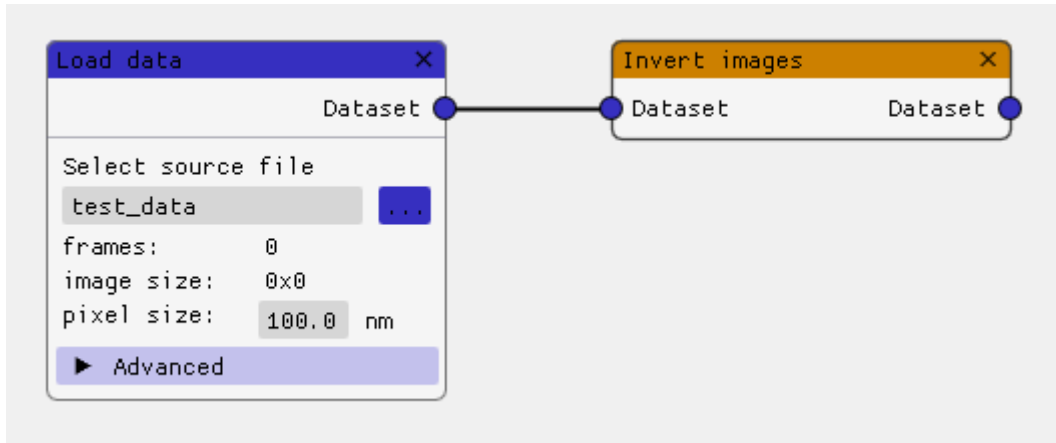 Load data
Dataset
Select source file
test_data
...
frames: 0
image size: 0x0
pixel size: 100.0 nm
Advanced
Invert images
Dataset Dataset